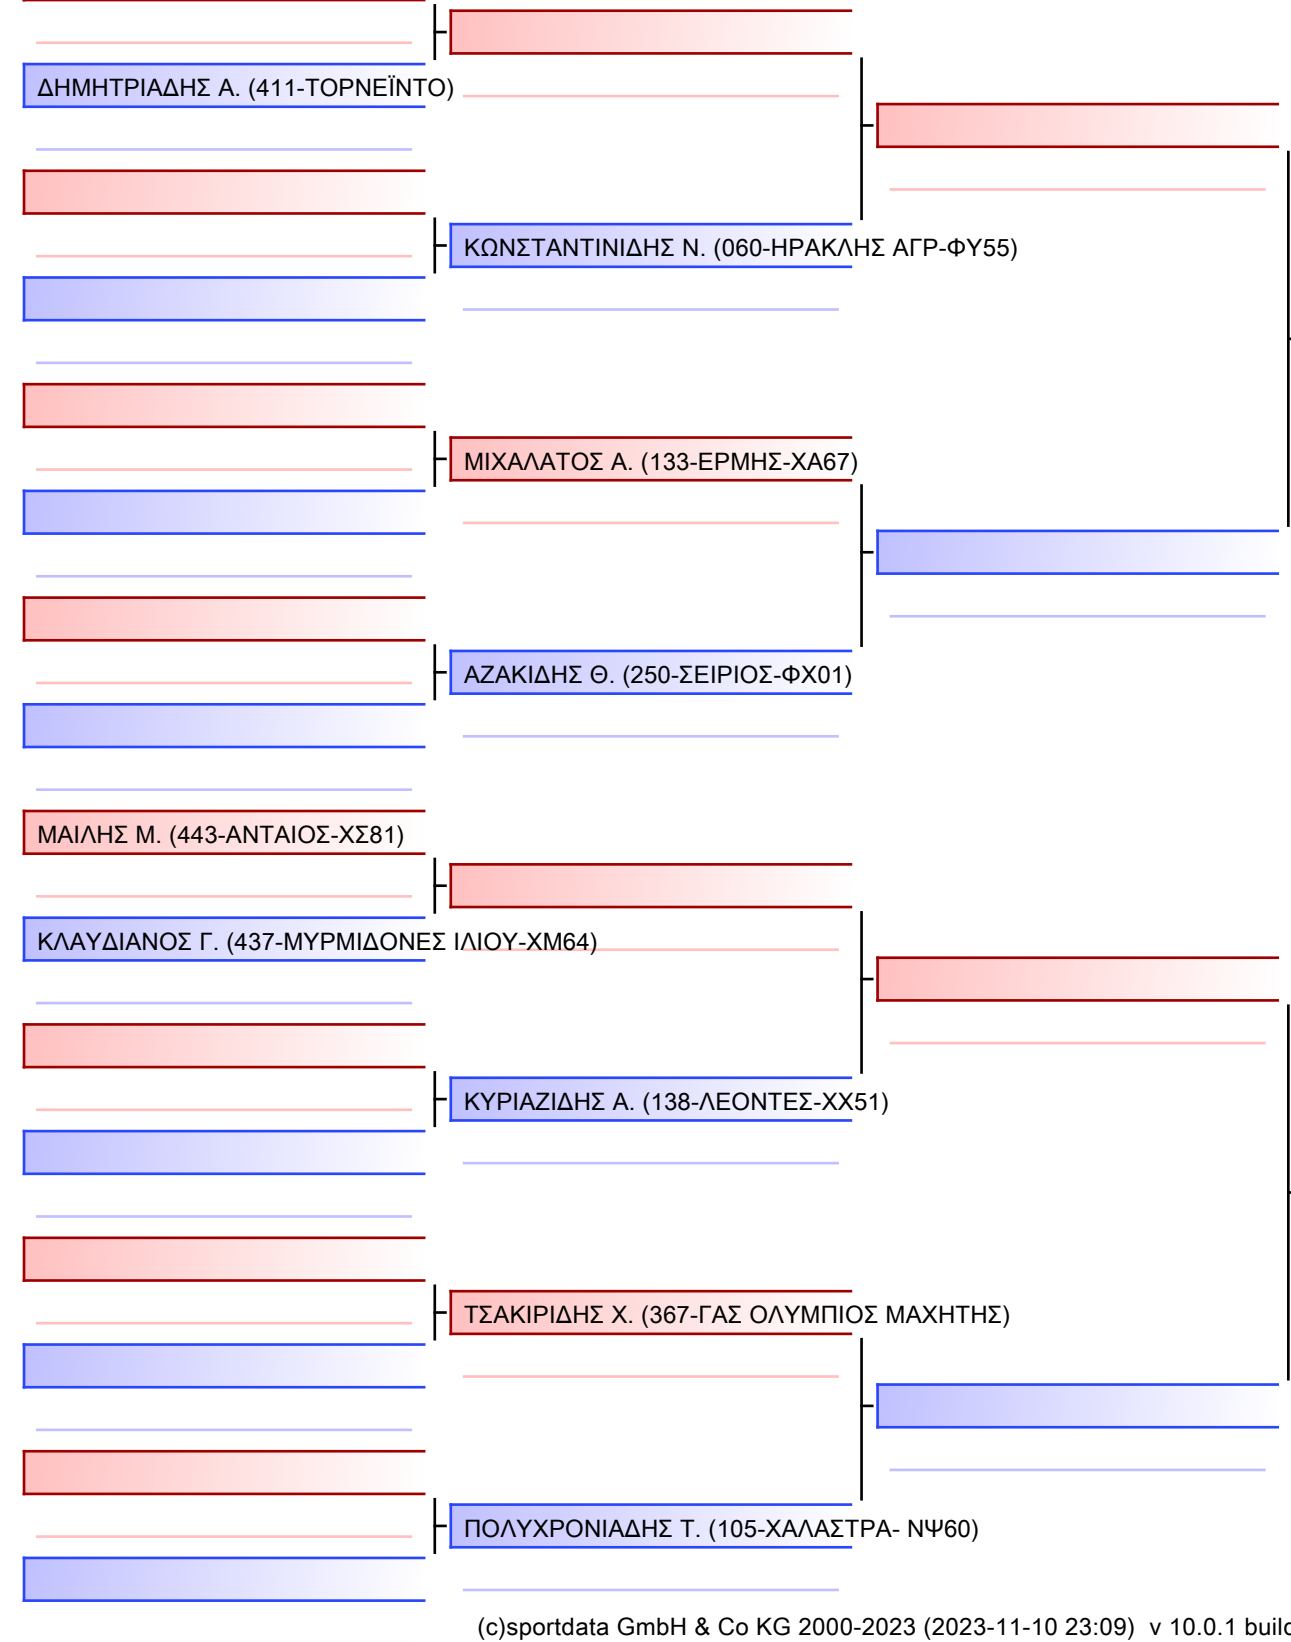 ΔΗΜΗΤΡΙΑΔΗΣ Α. (411-ΤΟΡΝΕΪΝΤΟ)
ΚΩΝΣΤΑΝΤΙΝΙΔΗΣ Ν. (060-ΗΡΑΚΛΗΣ ΑΓΡ-ΦΥ55)
ΜΙΧΑΛΑΤΟΣ Α. (133-ΕΡΜΗΣ-ΧΑ67)
ΑΖΑΚΙΔΗΣ Θ. (250-ΣΕΙΡΙΟΣ-ΦΧ01)
ΜΑΙΛΗΣ Μ. (443-ΑΝΤΑΙΟΣ-ΧΣ81)
ΚΛΑΥΔΙΑΝΟΣ Γ. (437-ΜΥΡΜΙΔΟΝΕΣ ΙΛΙΟΥ-ΧΜ64)
ΚΥΡΙΑΖΙΔΗΣ Α. (138-ΛΕΟΝΤΕΣ-ΧΧ51)
ΤΣΑΚΙΡΙΔΗΣ Χ. (367-ΓΑΣ ΟΛΥΜΠΙΟΣ ΜΑΧΗΤΗΣ)
ΠΟΛΥΧΡΟΝΙΑΔΗΣ Τ. (105-ΧΑΛΑΣΤΡΑ- ΝΨ60)
(c)sportdata GmbH & Co KG 2000-2023 (2023-11-10 23:09) v 10.0.1 build